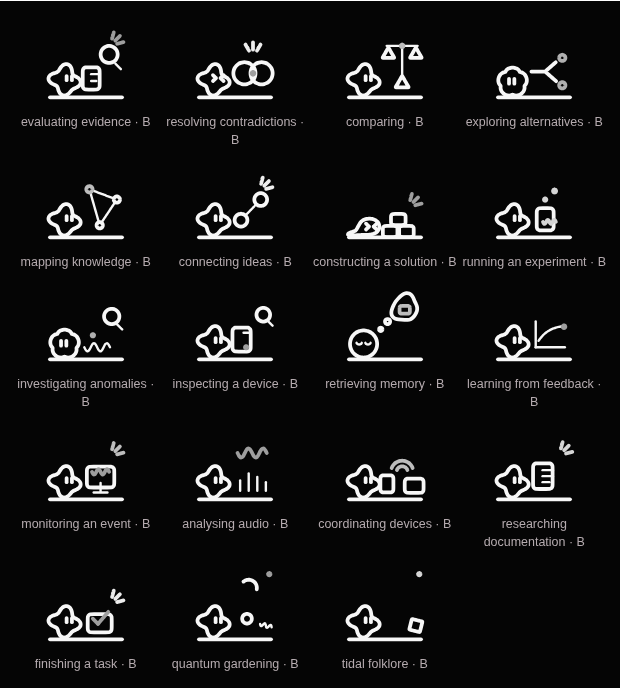 evaluating evidence · B
resolving contradictions ·
B
comparing · B
exploring alternatives · B
mapping knowledge · B
connecting ideas · B
constructing a solution · B
running an experiment · B
investigating anomalies ·
B
inspecting a device · B
retrieving memory · B
learning from feedback ·
B
monitoring an event · B
analysing audio · B
coordinating devices · B
researching
documentation · B
finishing a task · B
quantum gardening · B
tidal folklore · B